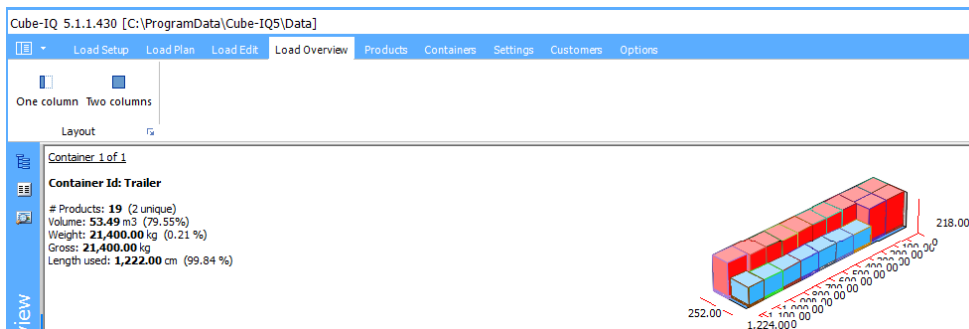 Cube-IQ 5.1.1.430 [C:\ProgramData\Cube-IQ5\Data]
Load Setup Load Plan Load Edit Load Overview Products Containers Settings Customers Options
One column Two columns
Layout
Container 1 of 1
Container Id: Trailer
# Products: 19 (2 unique)
Volume: 53.49 m3 (79.55%)
Weight: 21,400.00 kg (0.21 %)
Gross: 21,400.00 kg
Length used: 1,222.00 cm (99.84 %)
218.00
252.00
1,224.00
view